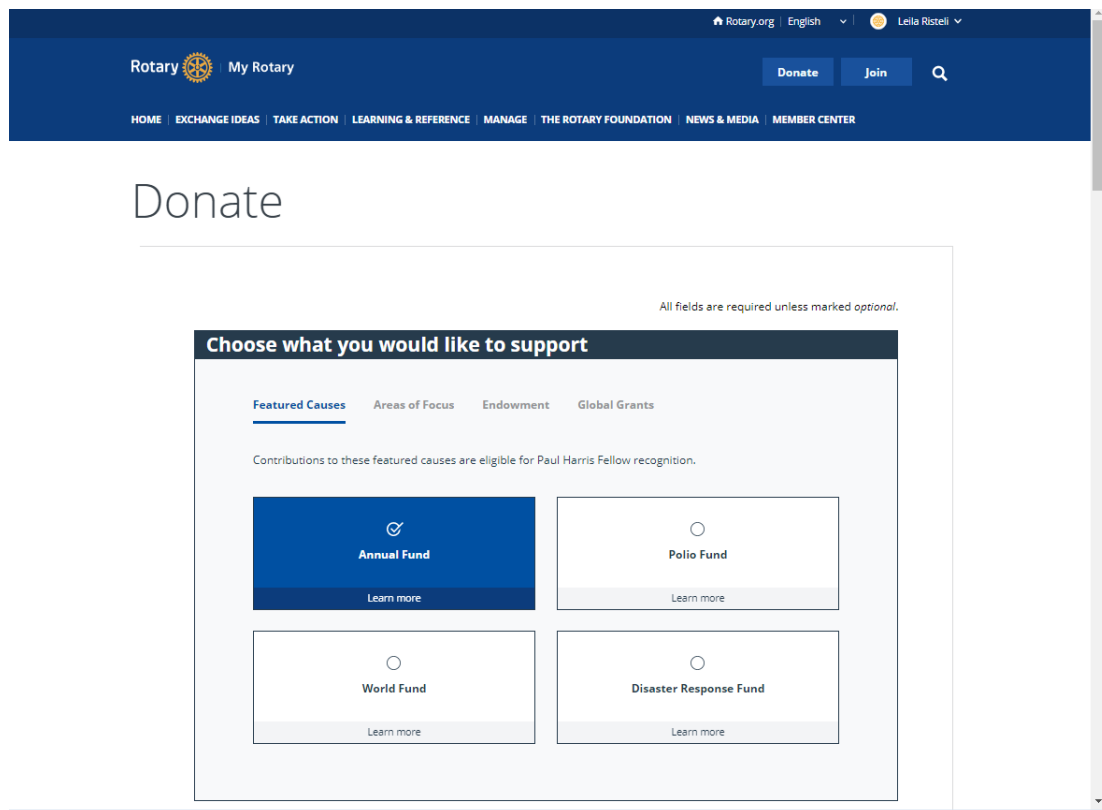 Rotary.org | English | Leila Risteli
Rotary | My Rotary
Donate Join
HOME | EXCHANGE IDEAS | TAKE ACTION | LEARNING & REFERENCE | MANAGE | THE ROTARY FOUNDATION | NEWS & MEDIA | MEMBER CENTER
Donate
All fields are required unless marked optional.
Choose what you would like to support
Featured Causes Areas of Focus Endowment Global Grants
Contributions to these featured causes are eligible for Paul Harris Fellow recognition.
Annual Fund
Learn more
Polio Fund
Learn more
World Fund
Learn more
Disaster Response Fund
Learn more